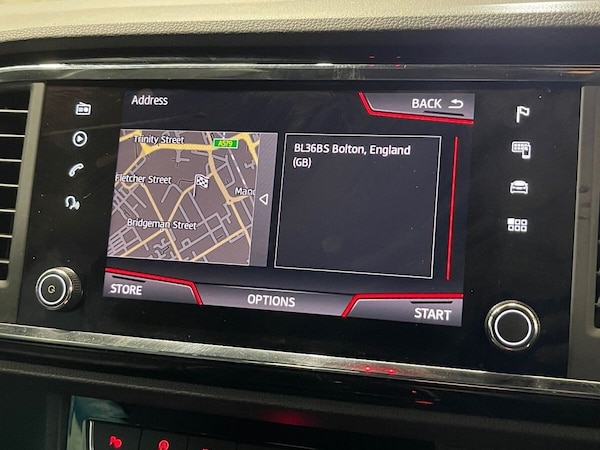 Address
BACK
Trinity Street
A579
Fletcher Street
Bridgeman Street
BL36BS Bolton, England
(GB)
STORE
OPTIONS
START